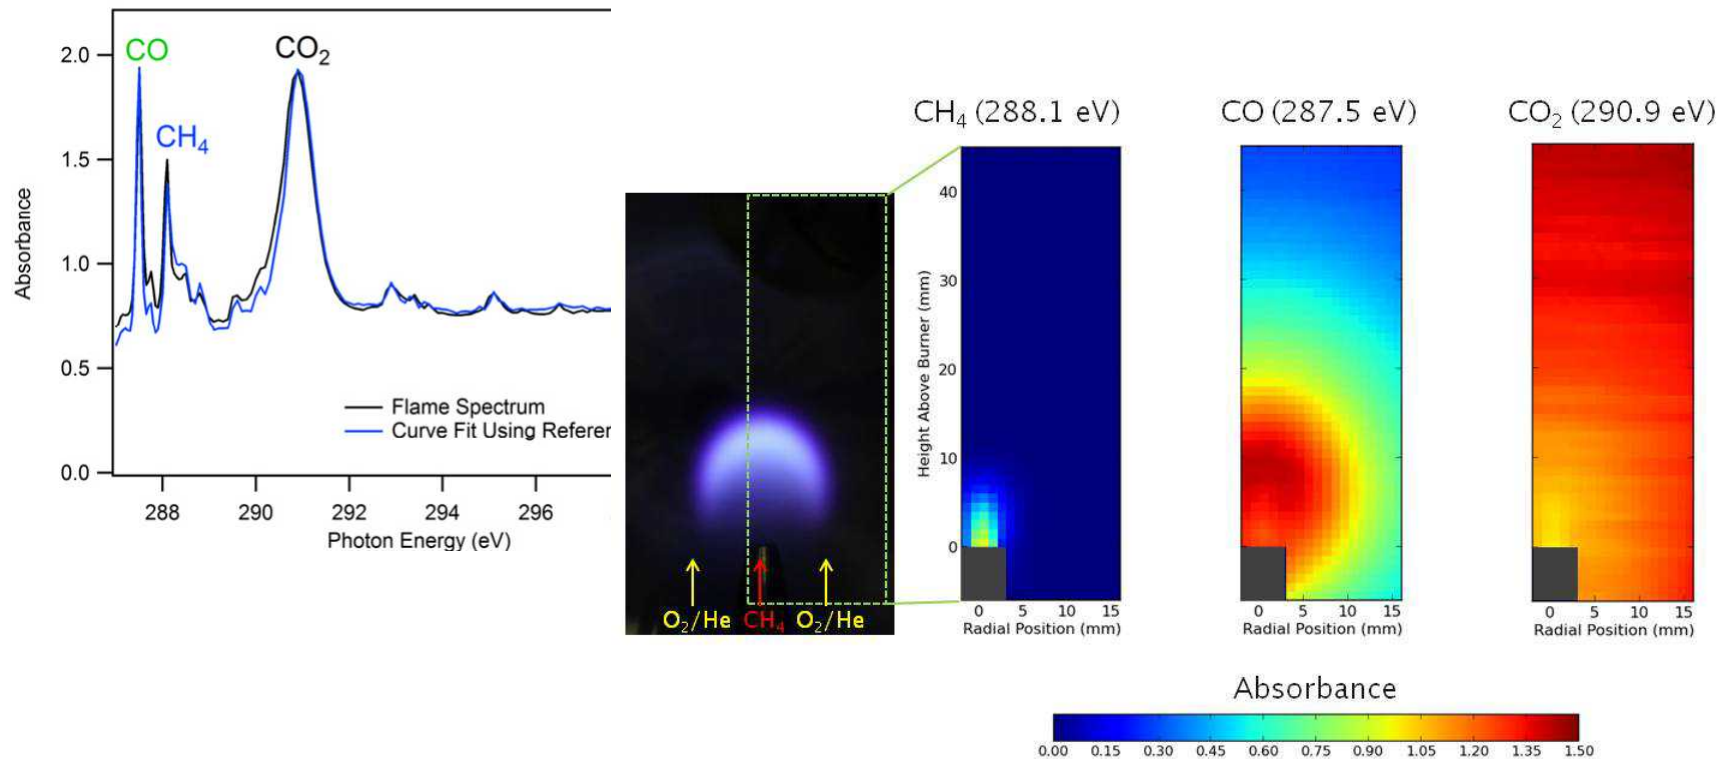 2.0
1.5
1.0
0.5
0.0
Absorbance
CO
CH₄
CO₂
Flame Spectrum
Curve Fit Using Refere
288 290 292 294 296
Photon Energy (eV)
O₂/He CH₄ O₂/He
CH₄ (288.1 eV)
40
30
20
10
0
Height Above Burner (mm)
0 5 10 15
Radial Position (mm)
CO (287.5 eV)
0 5 10 15
Radial Position (mm)
CO₂ (290.9 eV)
0 5 10 15
Radial Position (mm)
Absorbance
0.00 0.15 0.30 0.45 0.60 0.75 0.90 1.05 1.20 1.35 1.50